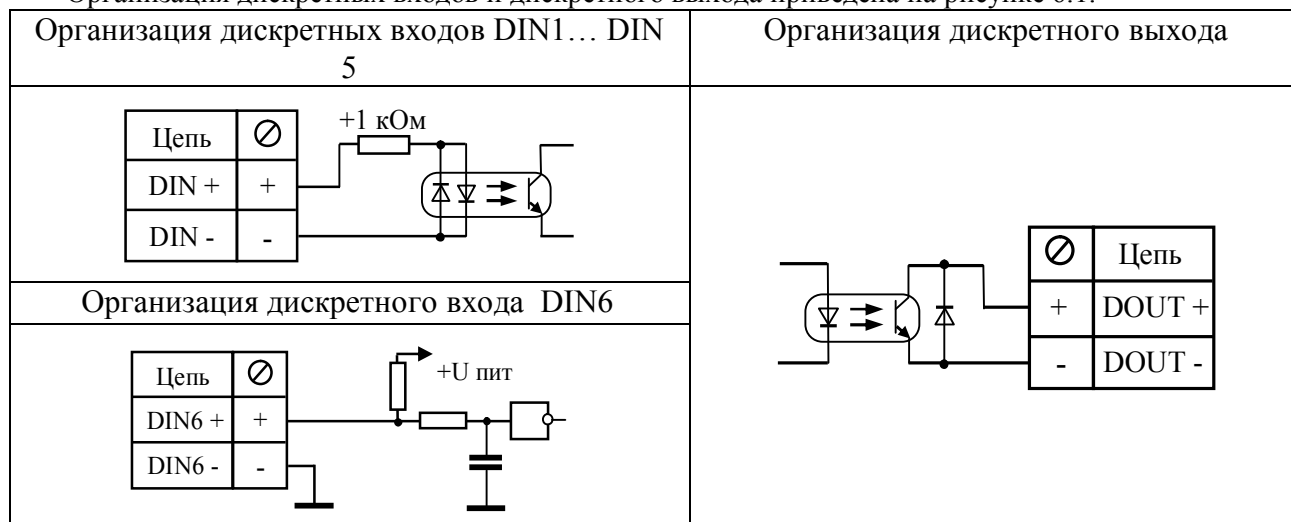 Организация дискретных входов и дискретного выхода приведена на рисунке 6.1.
Организация дискретных входов DIN1... DIN
5
Организация дискретного выхода
+1 кОм
Цепь
DIN + +
DIN - -
Организация дискретного входа DIN6
+U пит
Цепь
DIN6 + +
DIN6 - -
Цепь
+ DOUT +
- DOUT -